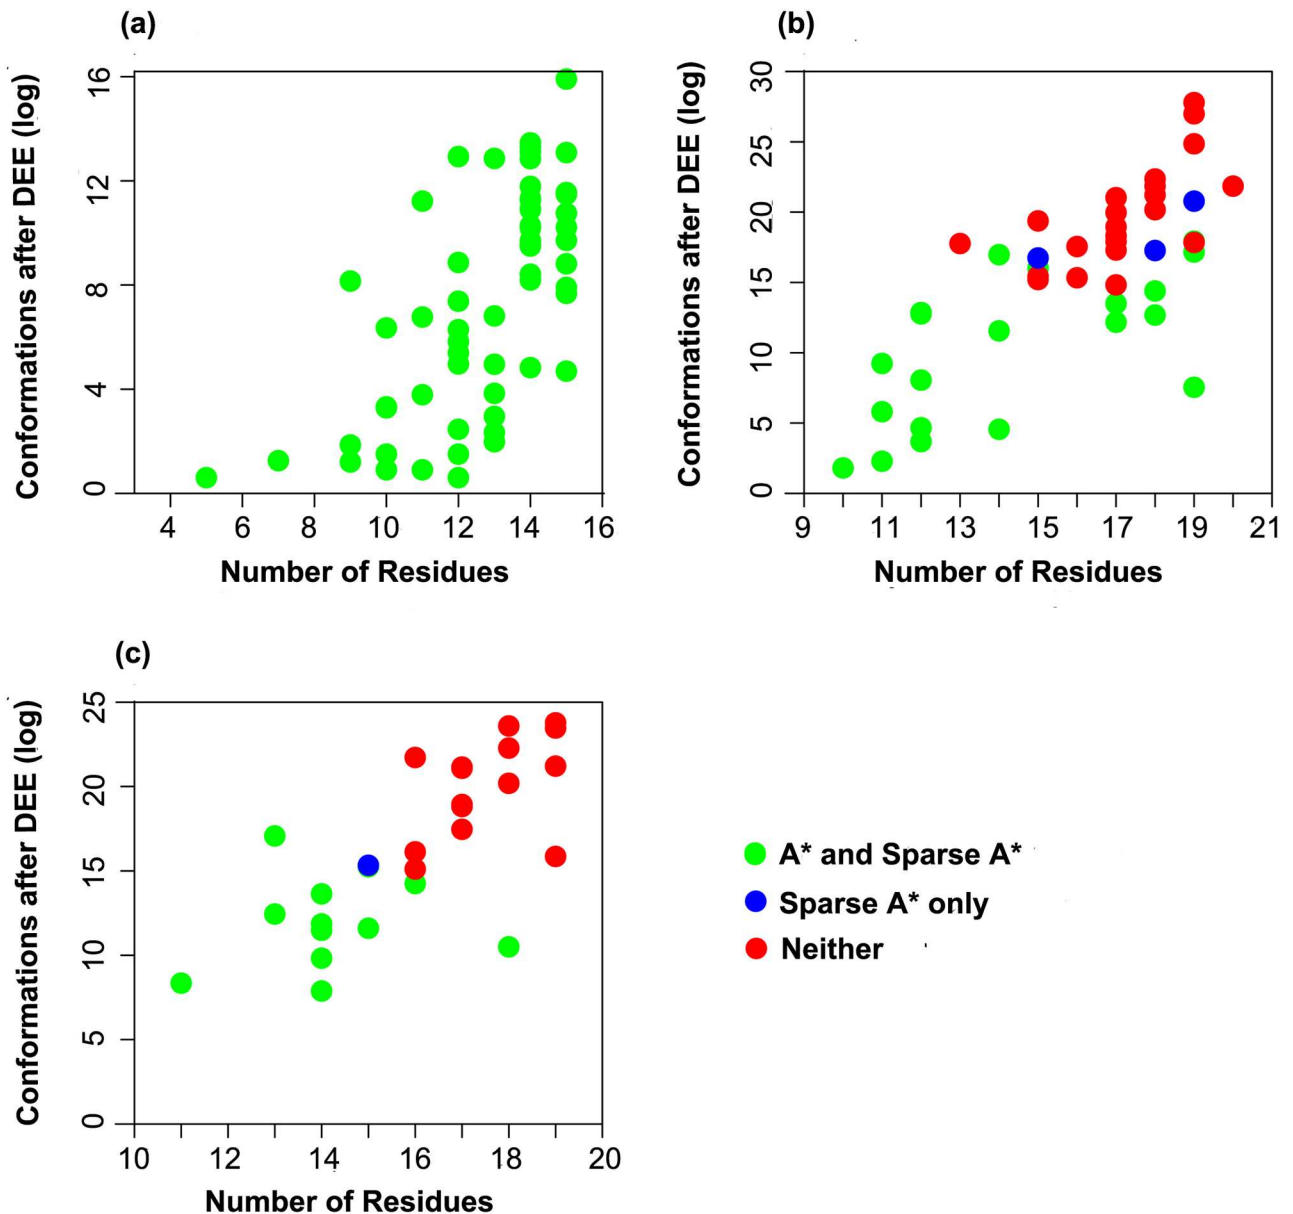 (a)
Conformations after DEE (log)
16
12
8
4
0
4 6 8 10 12 14 16
Number of Residues
(b)
Conformations after DEE (log)
30
25
20
15
10
5
0
9 11 13 15 17 19 21
Number of Residues
(c)
Conformations after DEE (log)
25
20
15
10
5
0
10 12 14 16 18 20
Number of Residues
A* and Sparse A*
Sparse A* only
Neither